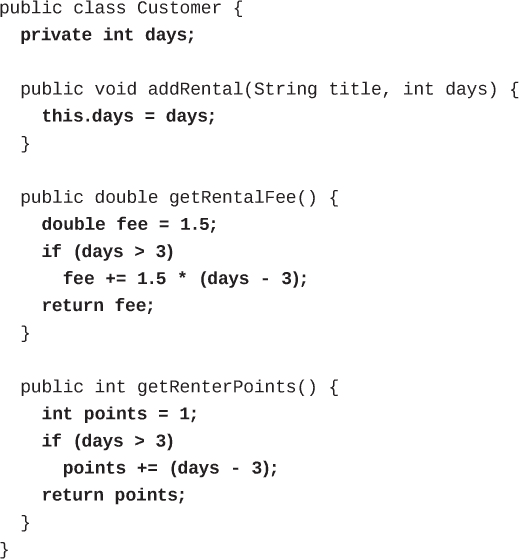 public class Customer {
  private int days;

  public void addRental(String title, int days) {
    this.days = days;
  }

  public double getRentalFee() {
    double fee = 1.5;
    if (days > 3)
      fee += 1.5 * (days - 3);
    return fee;
  }

  public int getRenterPoints() {
    int points = 1;
    if (days > 3)
      points += (days - 3);
    return points;
  }
}